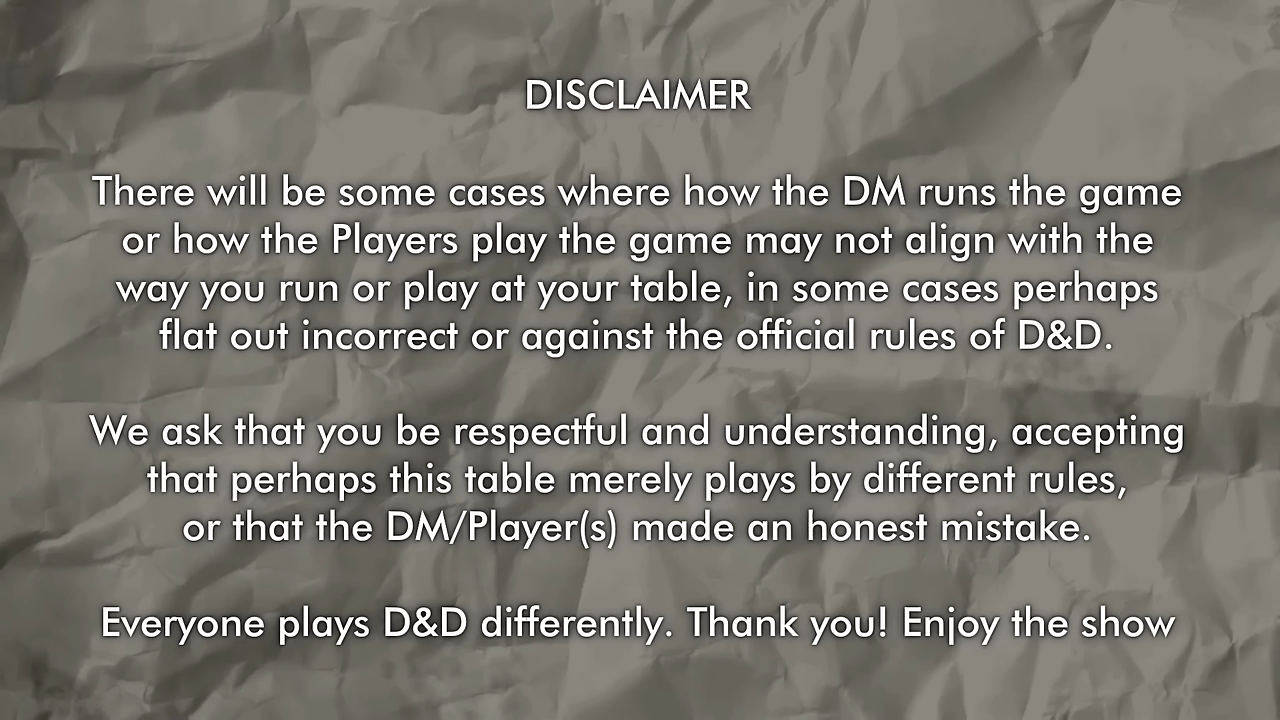 DISCLAIMER
There will be some cases where how the DM runs the game
or how the Players play the game may not align with the
way you run or play at your table, in some cases perhaps
flat out incorrect or against the official rules of D&D.
We ask that you be respectful and understanding, accepting
that perhaps this table merely plays by different rules,
or that the DM/Player(s) made an honest mistake.
Everyone plays D&D differently. Thank you! Enjoy the show